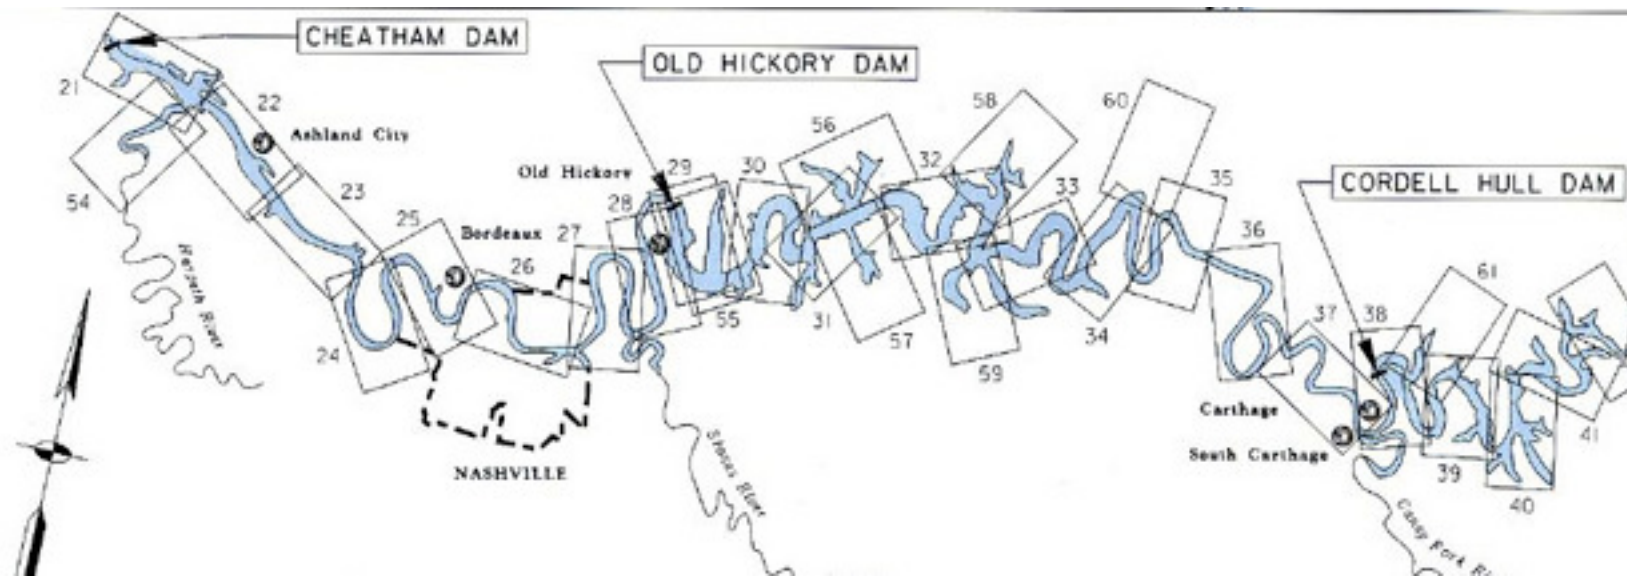 CHEATHAM DAM
OLD HICKORY DAM
21
22
Ashland City
54
23
Harpeth River
25
Bordeaux
24
26
27
Old Hickory
28
29
30
56
32
58
60
33
35
55
31
57
59
34
CORDELL HULL DAM
36
37
38
61
Carthage
South Carthage
39
40
41
NASHVILLE
Stones River
Caney Fork Ri